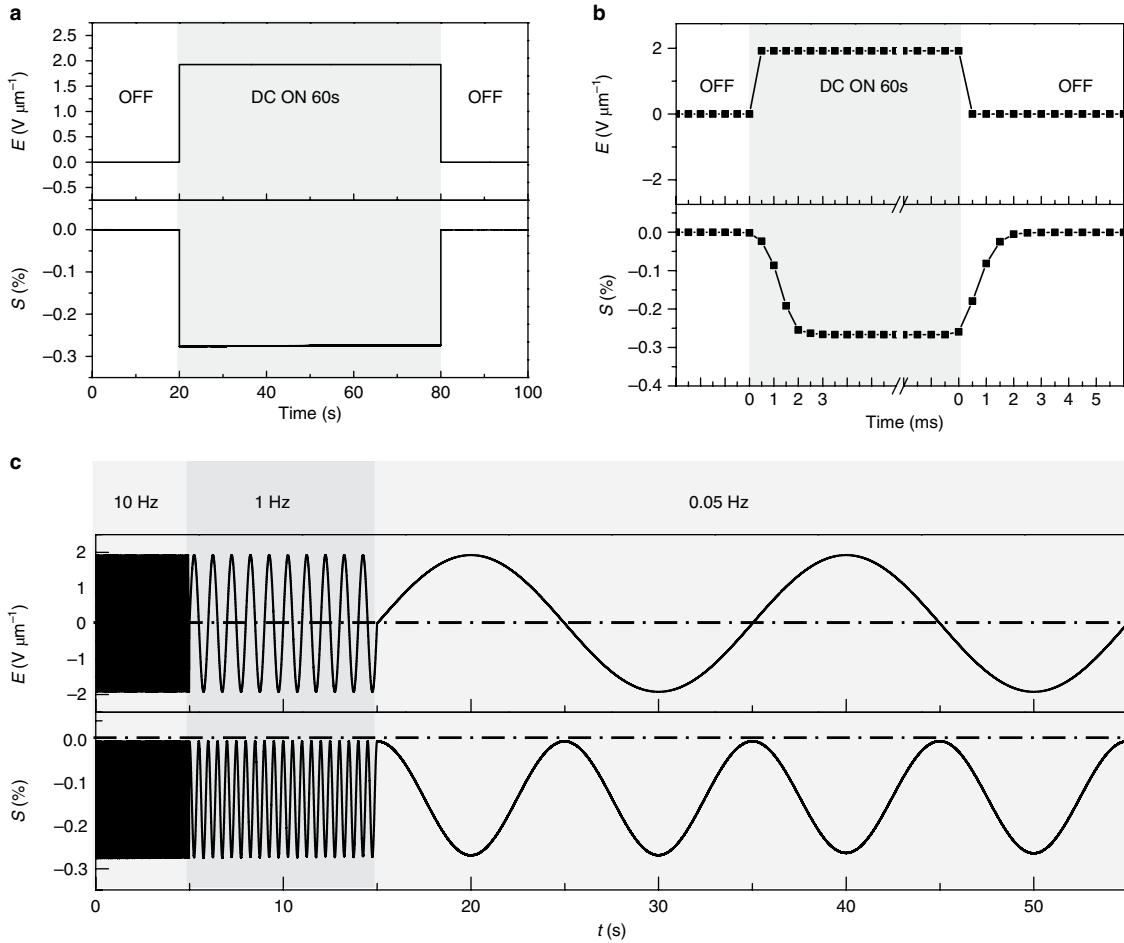 a
2.5
2.0
1.5
1.0
0.5
0.0
−0.5
E (V μm⁻¹)
OFF
DC ON 60s
OFF
0.0
−0.1
−0.2
−0.3
S (%)
0
20
40
60
80
100
Time (s)
b
2
0
−2
E (V μm⁻¹)
OFF
DC ON 60s
OFF
0.0
−0.1
−0.2
−0.3
−0.4
S (%)
0
1
2
3
0
1
2
3
4
5
Time (ms)
c
10 Hz
1 Hz
0.05 Hz
2
1
0
−1
−2
E (V μm⁻¹)
0.0
−0.1
−0.2
−0.3
S (%)
0
10
20
30
40
50
t (s)